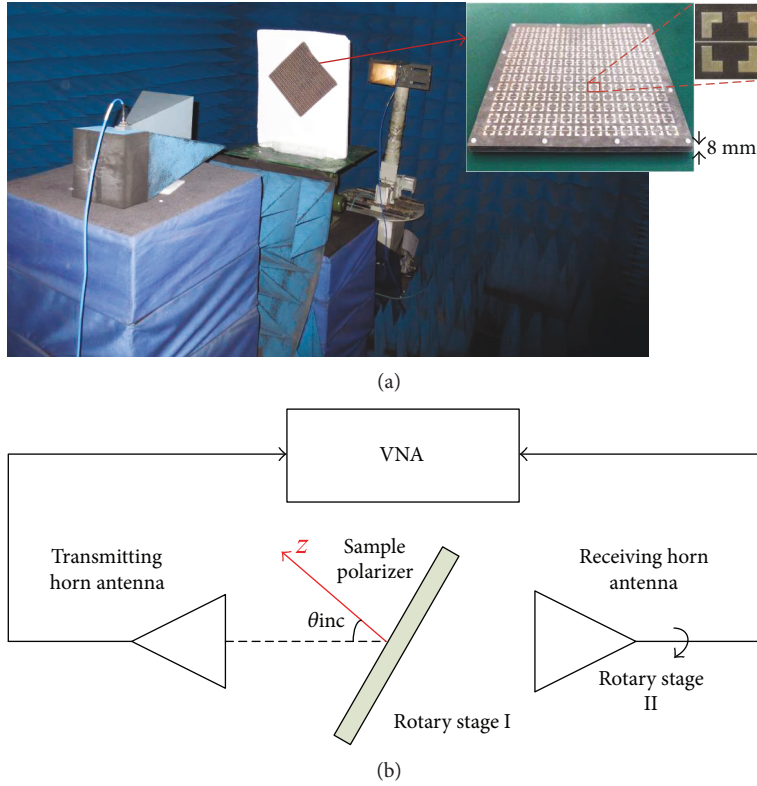 8 mm
(a)
VNA
Transmitting
horn antenna
z
Sample
polarizer
θinc
Receiving horn
antenna
Rotary stage
II
Rotary stage I
(b)